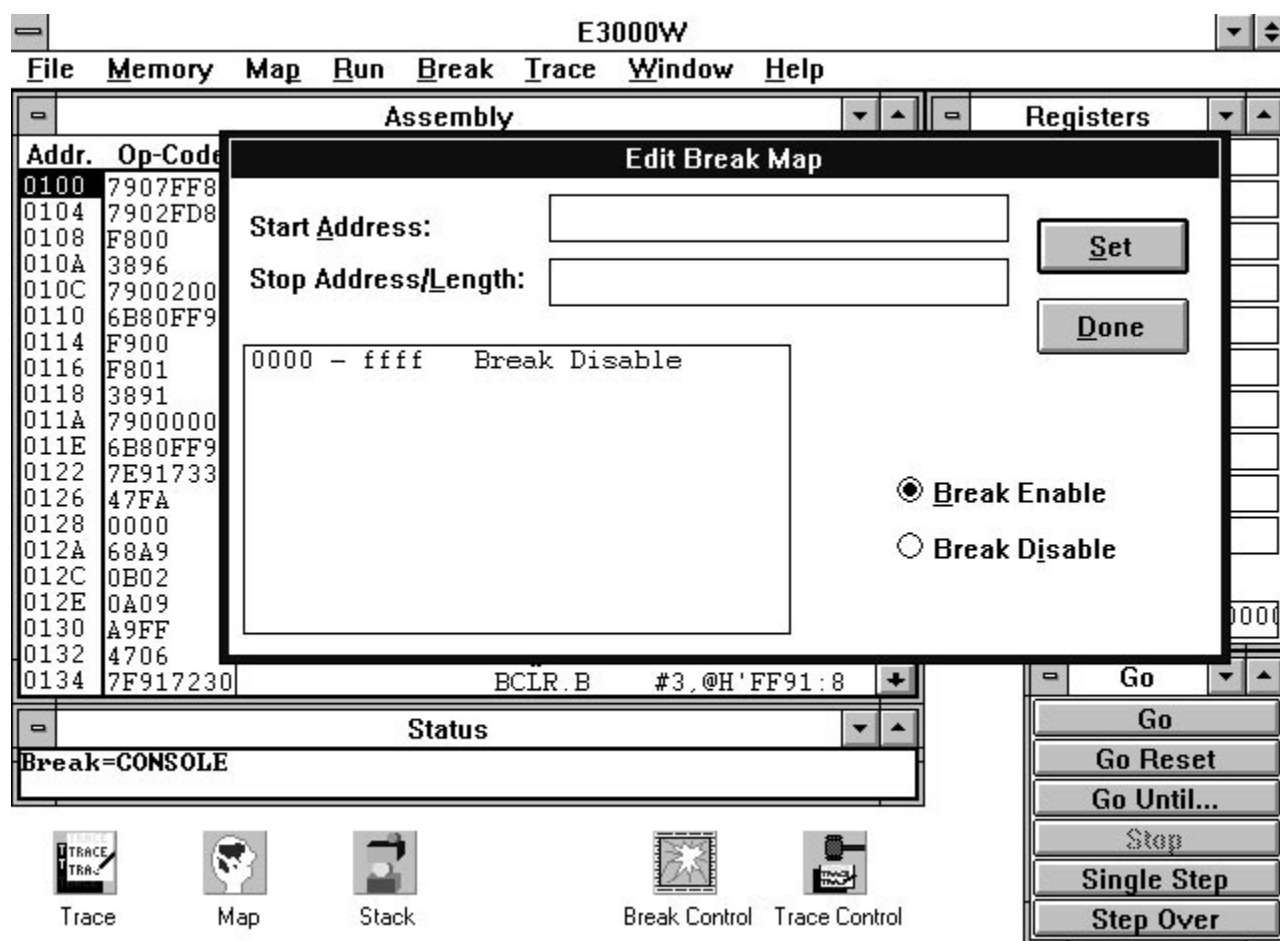 E3000W
File Memory Map Run Break Trace Window Help
Assembly
Registers
Addr. Op-Code
Edit Break Map
0100 7907FF8
0104 7902FD8
0108 F800
010A 3896
010C 7900200
0110 6B80FF9
0114 F900
0116 F801
0118 3891
011A 7900000
011E 6B80FF9
0122 7E91733
0126 47FA
0128 0000
012A 68A9
012C 0B02
012E 0A09
0130 A9FF
0132 4706
0134 7F917230 BCLR.B #3,@H'FF91:8
Start Address:
Stop Address/Length:
Set
Done
0000 - ffff Break Disable
Break Enable
Break Disable
Status
Break=CONSOLE
Go
Go
Go Reset
Go Until...
Stop
Single Step
Step Over
TRACE
TRACE
Trace
Map
Stack
Break Control
Trace Control